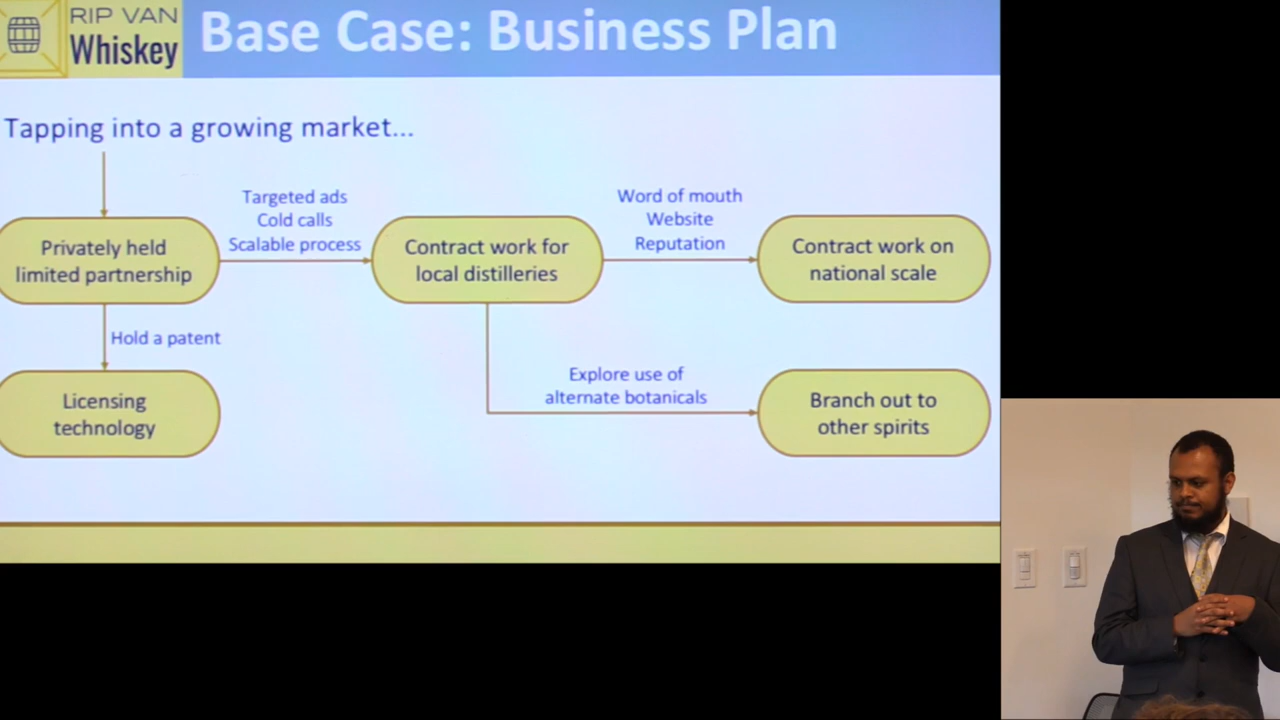 RIP VAN
Whiskey
Base Case: Business Plan
Tapping into a growing market...
Targeted ads
Cold calls
Scalable process
Word of mouth
Website
Reputation
Privately held
limited partnership
Contract work for
local distilleries
Contract work on
national scale
Hold a patent
Explore use of
alternate botanicals
Licensing
technology
Branch out to
other spirits